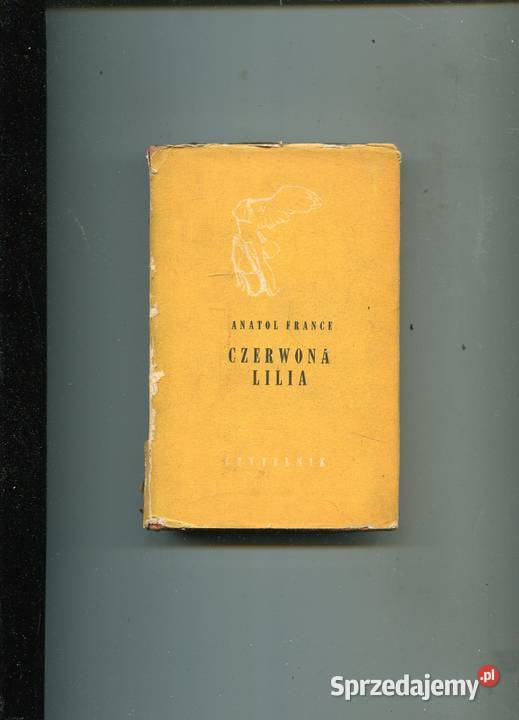 ANATOL FRANCE
CZERWONA
LILIA
CZYTELNIK
Sprzedajemy.pl